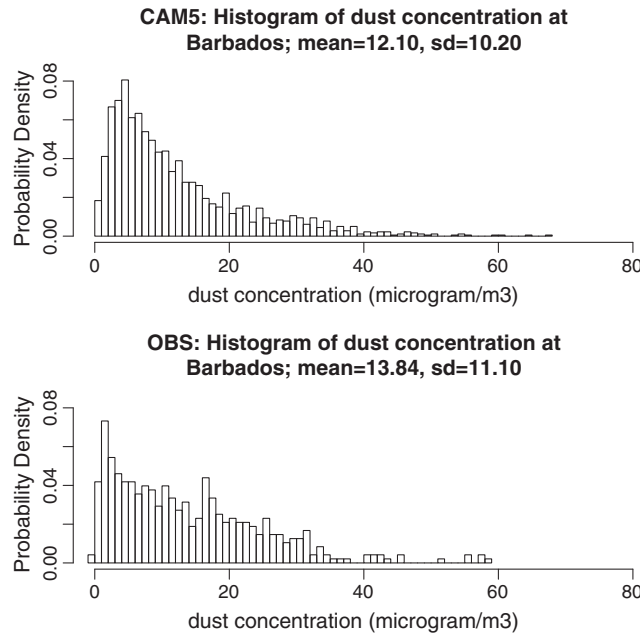 CAM5: Histogram of dust concentration at
Barbados; mean=12.10, sd=10.20
Probability Density
0.00 0.04 0.08
0 20 40 60 80
dust concentration (microgram/m3)
OBS: Histogram of dust concentration at
Barbados; mean=13.84, sd=11.10
Probability Density
0.00 0.04 0.08
0 20 40 60 80
dust concentration (microgram/m3)